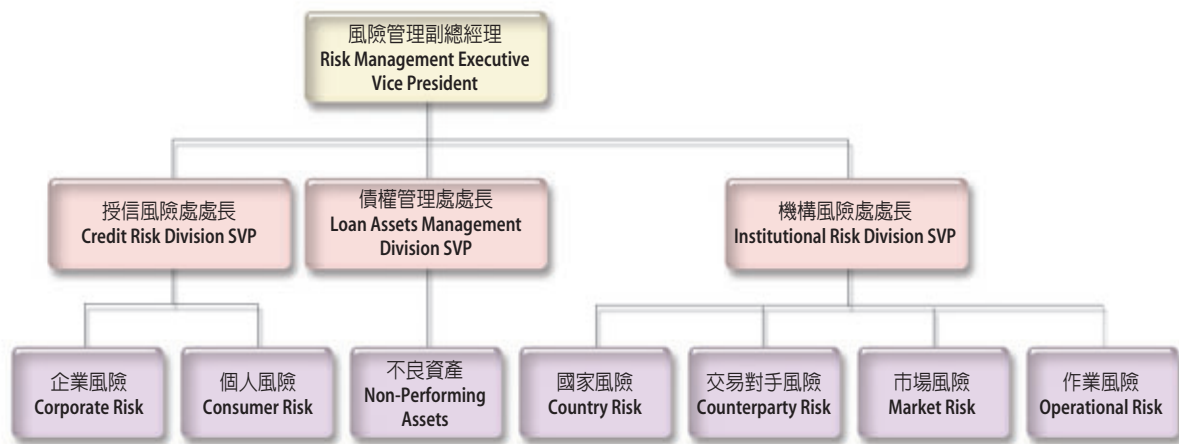 風險管理副總經理
Risk Management Executive
Vice President
授信風險處處長
Credit Risk Division SVP
債權管理處處長
Loan Assets Management
Division SVP
機構風險處處長
Institutional Risk Division SVP
企業風險
Corporate Risk
個人風險
Consumer Risk
不良資產
Non-Performing
Assets
國家風險
Country Risk
交易對手風險
Counterparty Risk
市場風險
Market Risk
作業風險
Operational Risk